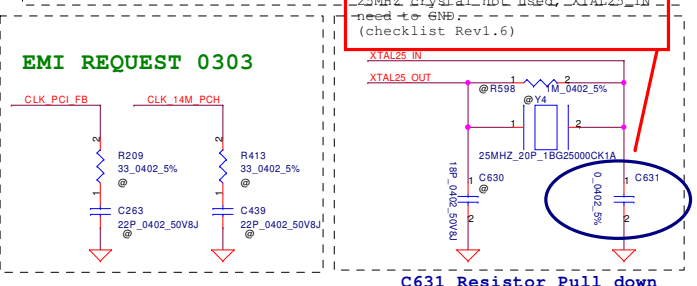 25MHz crystal not used, XTAL25_IN
need to GND.
(checklist Rev1.6)
EMI REQUEST 0303
XTAL25_IN
XTAL25_OUT
CLK_PCI_FB
CLK_14M_PCH
@R598
1
2
1M_0402_5%
@Y4
1
2
25MHZ_20P_1BG25000CK1A
2
R209
33_0402_5%
@
1
C263
22P_0402_50V8J
@
2
R413
33_0402_5%
@
1
C439
22P_0402_50V8J
@
18P_0402_50V8J
1
C630
@
2
0_0402_5%
1
C631
2
C631 Resistor Pull down